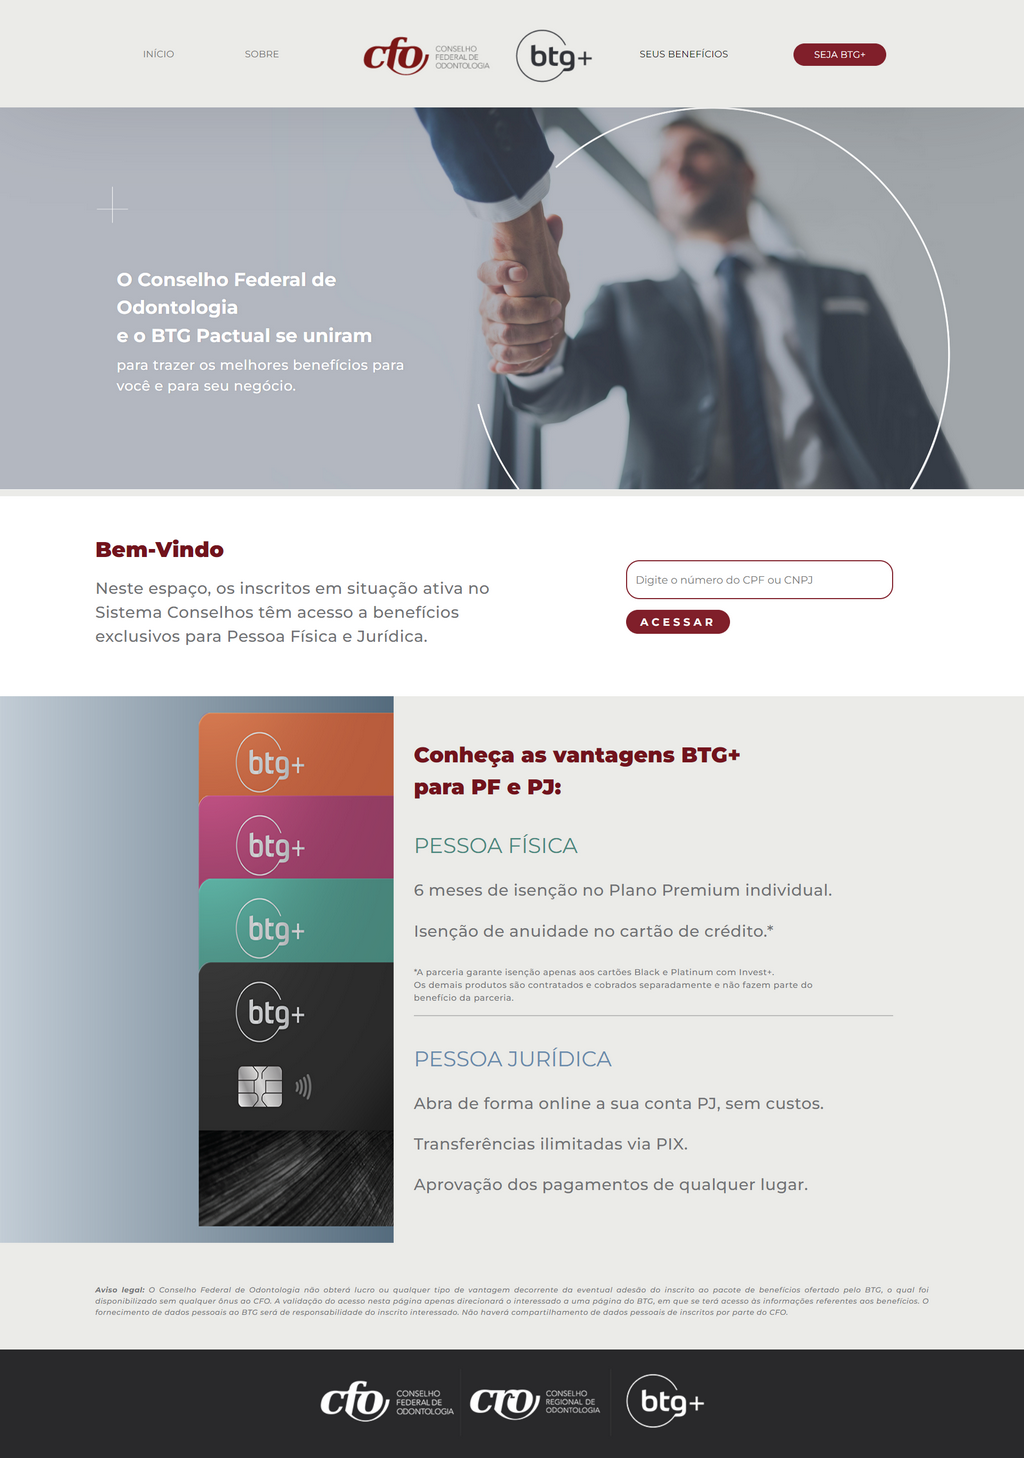 INÍCIO
SOBRE
cfo
CONSELHO
FEDERAL DE
ODONTOLOGIA
btg+
SEUS BENEFÍCIOS
SEJA BTG+
O Conselho Federal de
Odontologia
e o BTG Pactual se uniram
para trazer os melhores benefícios para
você e para seu negócio.
Bem-Vindo
Neste espaço, os inscritos em situação ativa no
Sistema Conselhos têm acesso a benefícios
exclusivos para Pessoa Física e Jurídica.
Digite o número do CPF ou CNPJ
ACESSAR
btg+
btg+
btg+
btg+
Conheça as vantagens BTG+
para PF e PJ:
PESSOA FÍSICA
6 meses de isenção no Plano Premium individual.
Isenção de anuidade no cartão de crédito.*
*A parceria garante isenção apenas aos cartões Black e Platinum com Invest+.
Os demais produtos são contratados e cobrados separadamente e não fazem parte do
benefício da parceria.
PESSOA JURÍDICA
Abra de forma online a sua conta PJ, sem custos.
Transferências ilimitadas via PIX.
Aprovação dos pagamentos de qualquer lugar.
Aviso legal: O Conselho Federal de Odontologia não obterá lucro ou qualquer tipo de vantagem decorrente da eventual adesão do inscrito ao pacote de benefícios ofertado pelo BTG, o qual foi
disponibilizado sem qualquer ônus ao CFO. A validação do acesso nesta página apenas direcionará o interessado a uma página do BTG, em que se terá acesso às informações referentes aos benefícios. O
fornecimento de dados pessoais ao BTG será de responsabilidade do inscrito interessado. Não haverá compartilhamento de dados pessoais de inscritos por parte do CFO.
cfo
CONSELHO
FEDERAL DE
ODONTOLOGIA
cro
CONSELHO
REGIONAL DE
ODONTOLOGIA
btg+